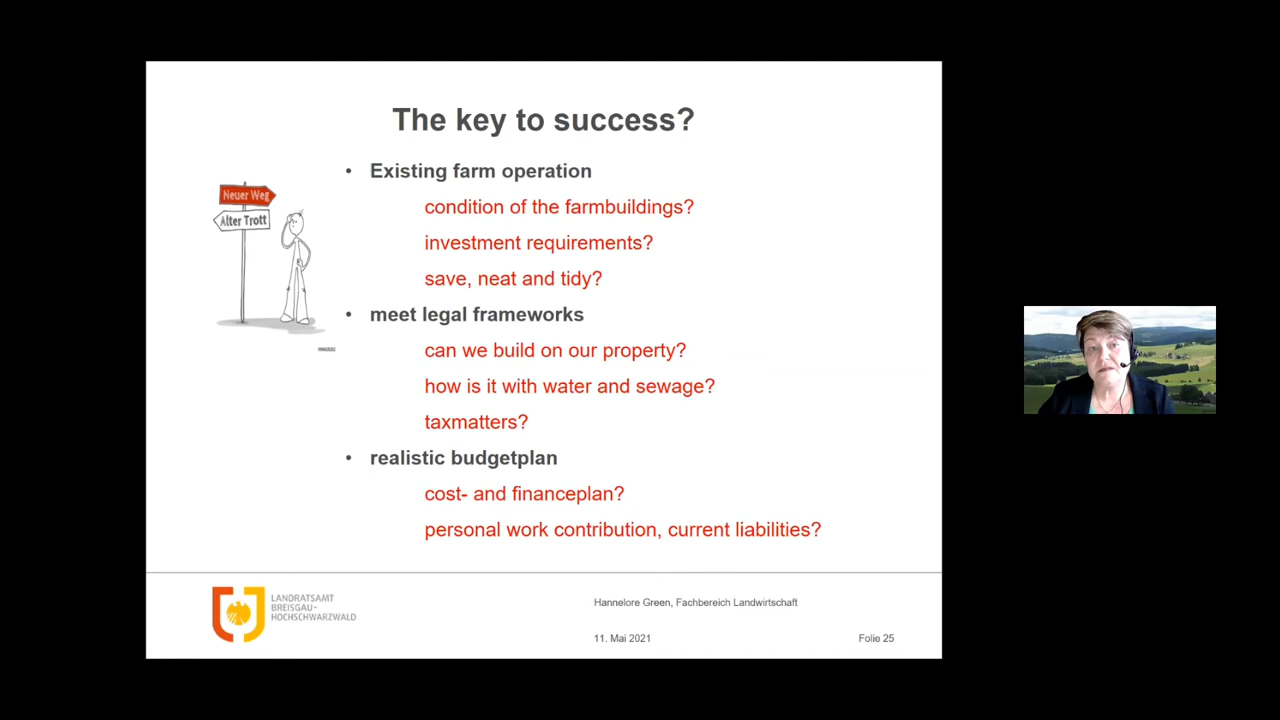 The key to success?
• Existing farm operation
condition of the farmbuildings?
investment requirements?
save, neat and tidy?
Neuer Weg
Alter Trott
• meet legal frameworks
can we build on our property?
how is it with water and sewage?
taxmatters?
• realistic budgetplan
cost- and financeplan?
personal work contribution, current liabilities?
LANDRATSAMT
BREISGAU-
HOCHSCHWARZWALD
Hannelore Green, Fachbereich Landwirtschaft
11. Mai 2021
Folie 25